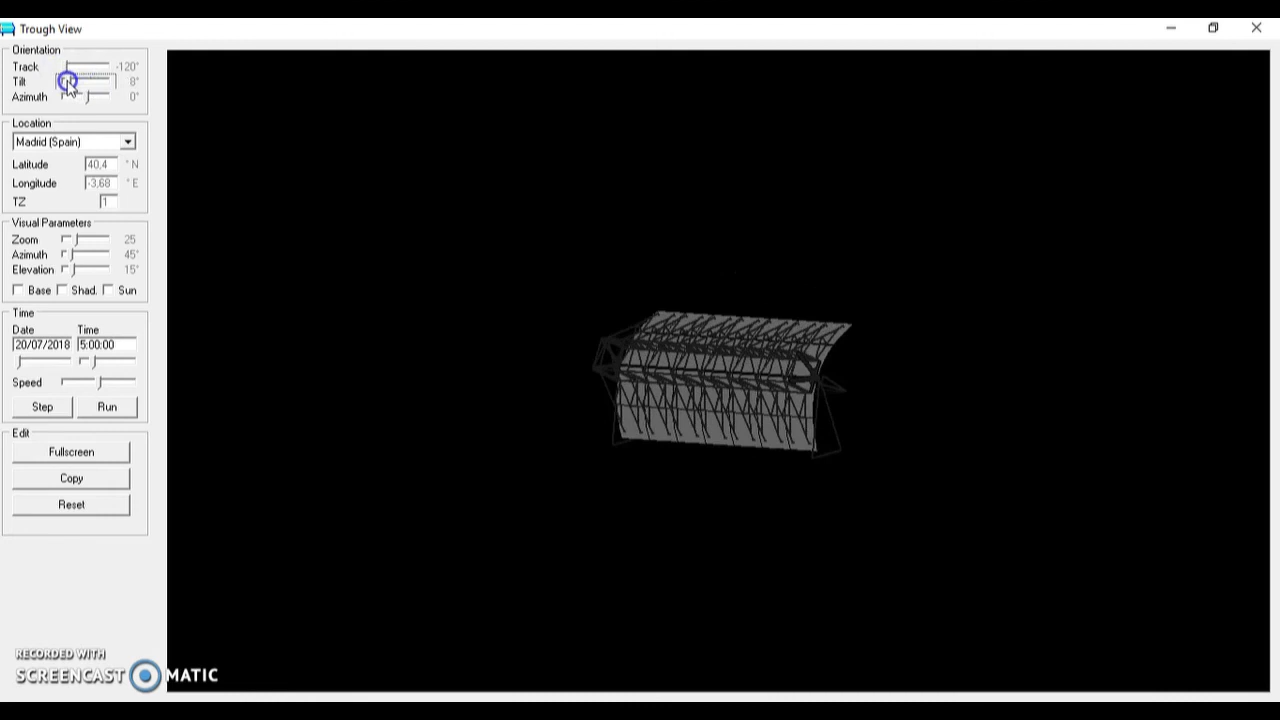 Trough View
Orientation
Track -120°
Tilt 8°
Azimuth 0°
Location
Madrid (Spain)
Latitude 40,4 ° N
Longitude -3,68 ° E
TZ 1
Visual Parameters
Zoom 25
Azimuth 45°
Elevation 15°
Base Shad. Sun
Time
Date Time
20/07/2018 5:00:00
Speed
Step Run
Edit
Fullscreen
Copy
Reset
RECORDED WITH
SCREENCAST MATIC